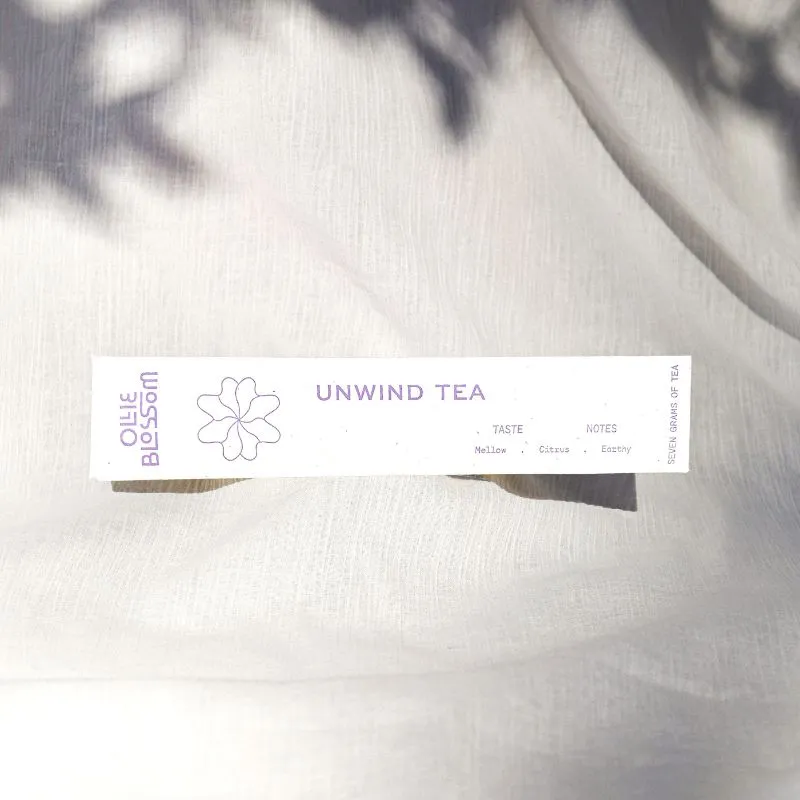 OLLIE
BLOSSOM
UNWIND TEA
TASTE NOTES
Mellow . Citrus . Earthy
SEVEN GRAMS OF TEA